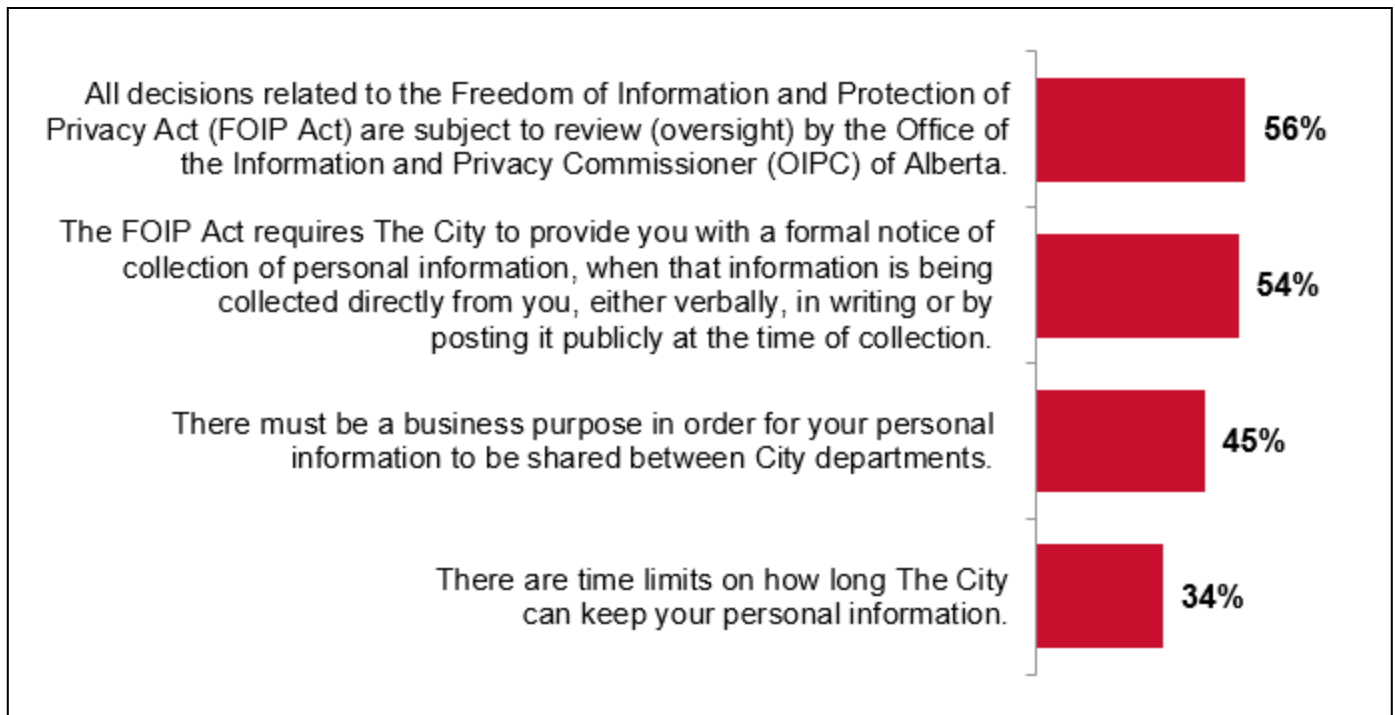 All decisions related to the Freedom of Information and Protection of
Privacy Act (FOIP Act) are subject to review (oversight) by the Office of
the Information and Privacy Commissioner (OIPC) of Alberta.
56%
The FOIP Act requires The City to provide you with a formal notice of
collection of personal information, when that information is being
collected directly from you, either verbally, in writing or by
posting it publicly at the time of collection.
54%
There must be a business purpose in order for your personal
information to be shared between City departments.
45%
There are time limits on how long The City
can keep your personal information.
34%